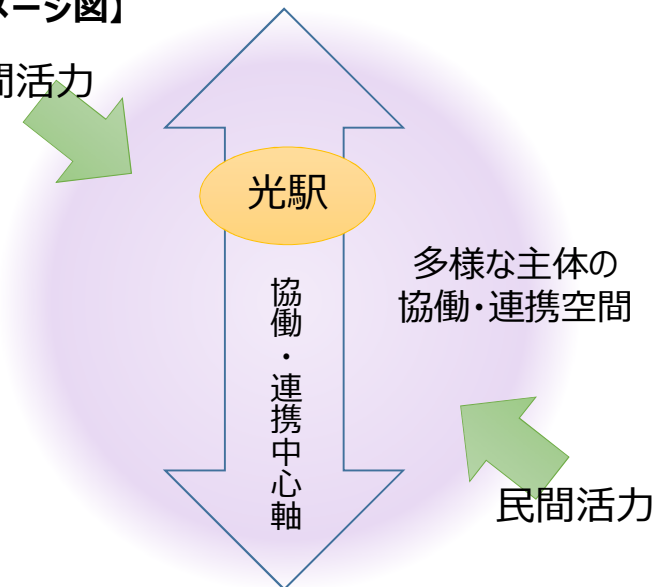 メージ図】
間活力
光駅
多様な主体の
協働・連携空間
協働・連携中心軸
民間活力